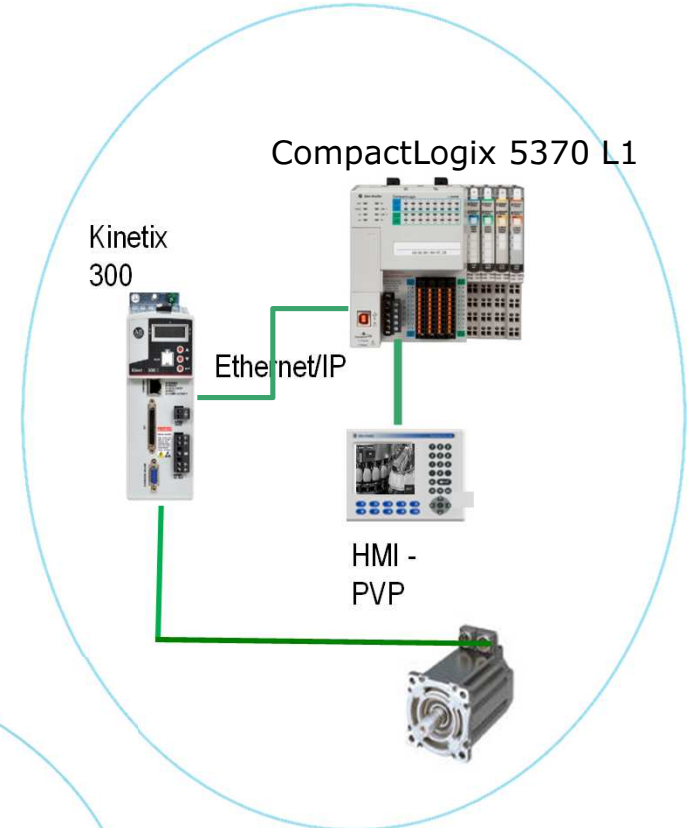 CompactLogix 5370 L1
Kinetix
300
Ethernet/IP
HMI -
PVP